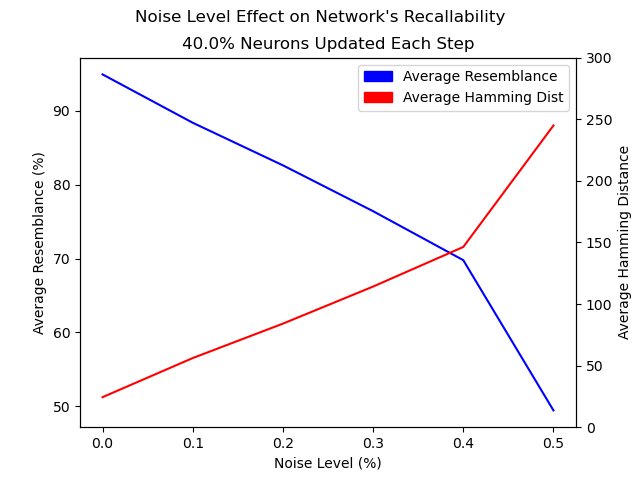 Noise Level Effect on Network's Recallability
40.0% Neurons Updated Each Step
Average Resemblance
Average Hamming Dist
Average Resemblance (%)
90
80
70
60
50
300
250
200
150
100
50
0
Average Hamming Distance
0.0 0.1 0.2 0.3 0.4 0.5
Noise Level (%)